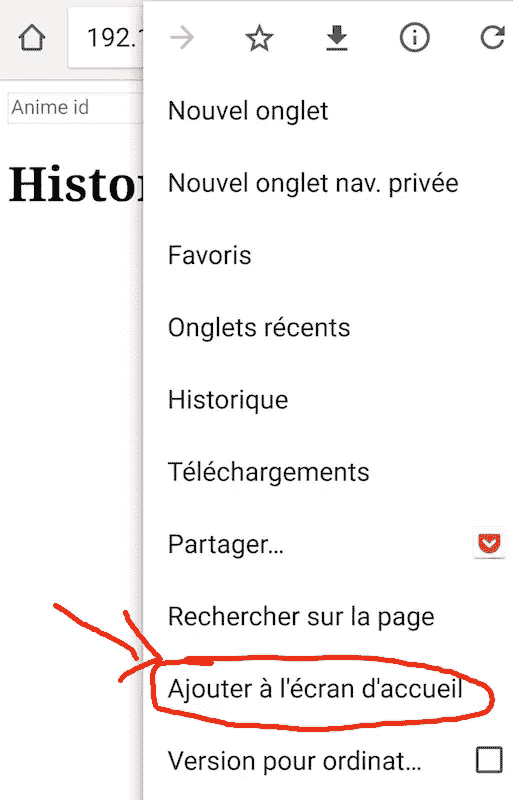 192.1
Anime id
Histor
Nouvel onglet
Nouvel onglet nav. privée
Favoris
Onglets récents
Historique
Téléchargements
Partager...
Rechercher sur la page
Ajouter à l'écran d'accueil
Version pour ordinat...